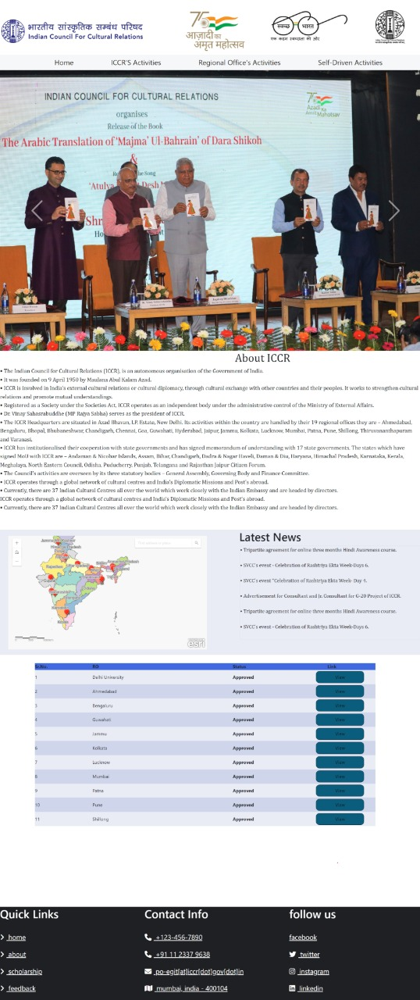 भारतीय सांस्कृतिक सम्बंध परिषद
Indian Council For Cultural Relations
आज़ादी का
अमृत महोत्सव
स्वच्छ भारत
एक कदम स्वच्छता की ओर
Home ICCR'S Activities Regional Office's Activities Self-Driven Activities
INDIAN COUNCIL FOR CULTURAL RELATIONS
organises
Release of the Book
The Arabic Translation of 'Majma' Ul-Bahrain' of Dara Shikoh
&
Azadi Ka
Amrit Mahotsav
About ICCR
• The Indian Council for Cultural Relations (ICCR), is an autonomous organisation of the Government of India.
• It was founded on 9 April 1950 by Maulana Abul Kalam Azad.
• ICCR is involved in India's external cultural relations or cultural diplomacy, through cultural exchange with other countries and their peoples. It works to strengthen cultural
relations and promote mutual understandings.
• Registered as a Society under the Societies Act, ICCR operates as an independent body under the administrative control of the Ministry of External Affairs.
• Dr. Vinay Sahasrabuddhe (MP Rajya Sabha) serves as the president of ICCR.
• The ICCR Headquarters are situated in Azad Bhavan, I.P. Estate, New Delhi. Its activities within the country are handled by their 19 regional offices they are – Ahmedabad,
Bengaluru, Bhopal, Bhubaneshwar, Chandigarh, Chennai, Goa, Guwahati, Hyderabad, Jaipur, Jammu, Kolkata, Lucknow, Mumbai, Patna, Pune, Shillong, Thiruvananthapuram
and Varanasi.
• ICCR has institutionalised their cooperation with state governments and has signed memorandum of understanding with 17 state governments. The states which have
signed MoU with ICCR are – Andaman & Nicobar Islands, Assam, Bihar, Chandigarh, Dadra & Nagar Haveli, Daman & Diu, Haryana, Himachal Pradesh, Karnataka, Kerala,
Meghalaya, North Eastern Council, Odisha, Puducherry, Punjab, Telangana and Rajasthan Jaipur Citizen Forum.
• The Council's activities are overseen by its three statutory bodies – General Assembly, Governing Body and Finance Committee.
• ICCR operates through a global network of cultural centres and India's Diplomatic Missions and Post's abroad.
• Currently, there are 37 Indian Cultural Centres all over the world which work closely with the Indian Embassy and are headed by directors.
ICCR operates through a global network of cultural centres and India's Diplomatic Missions and Post's abroad.
• Currently, there are 37 Indian Cultural Centres all over the world which work closely with the Indian Embassy and are headed by directors.
Latest News
• Tripartite agreement for online three months Hindi Awareness course.
• SVCC's event - Celebration of Rashtriya Ekta Week-Days 6.
• SVCC's event "Celebration of Rashtriya Ekta Week- Day 4.
• Advertisement for Consultant and Jr. Consultant for G-20 Project of ICCR.
• Tripartite agreement for online three months Hindi Awareness course.
• SVCC's event - Celebration of Rashtriya Ekta Week-Days 6.
Rajasthan
esri
Sr.No. RO Status Link
1 Delhi University Approved View
2 Ahmedabad Approved View
3 Bengaluru Approved View
4 Guwahati Approved View
5 Jammu Approved View
6 Kolkata Approved View
7 Lucknow Approved View
8 Mumbai Approved View
9 Patna Approved View
10 Pune Approved View
11 Shillong Approved View
Quick Links Contact Info follow us
home +123-456-7890 facebook
about +91 11 2337 9638 twitter
scholarship po-egit[at]iccr[dot]gov[dot]in instagram
feedback mumbai, india - 400104 linkedin